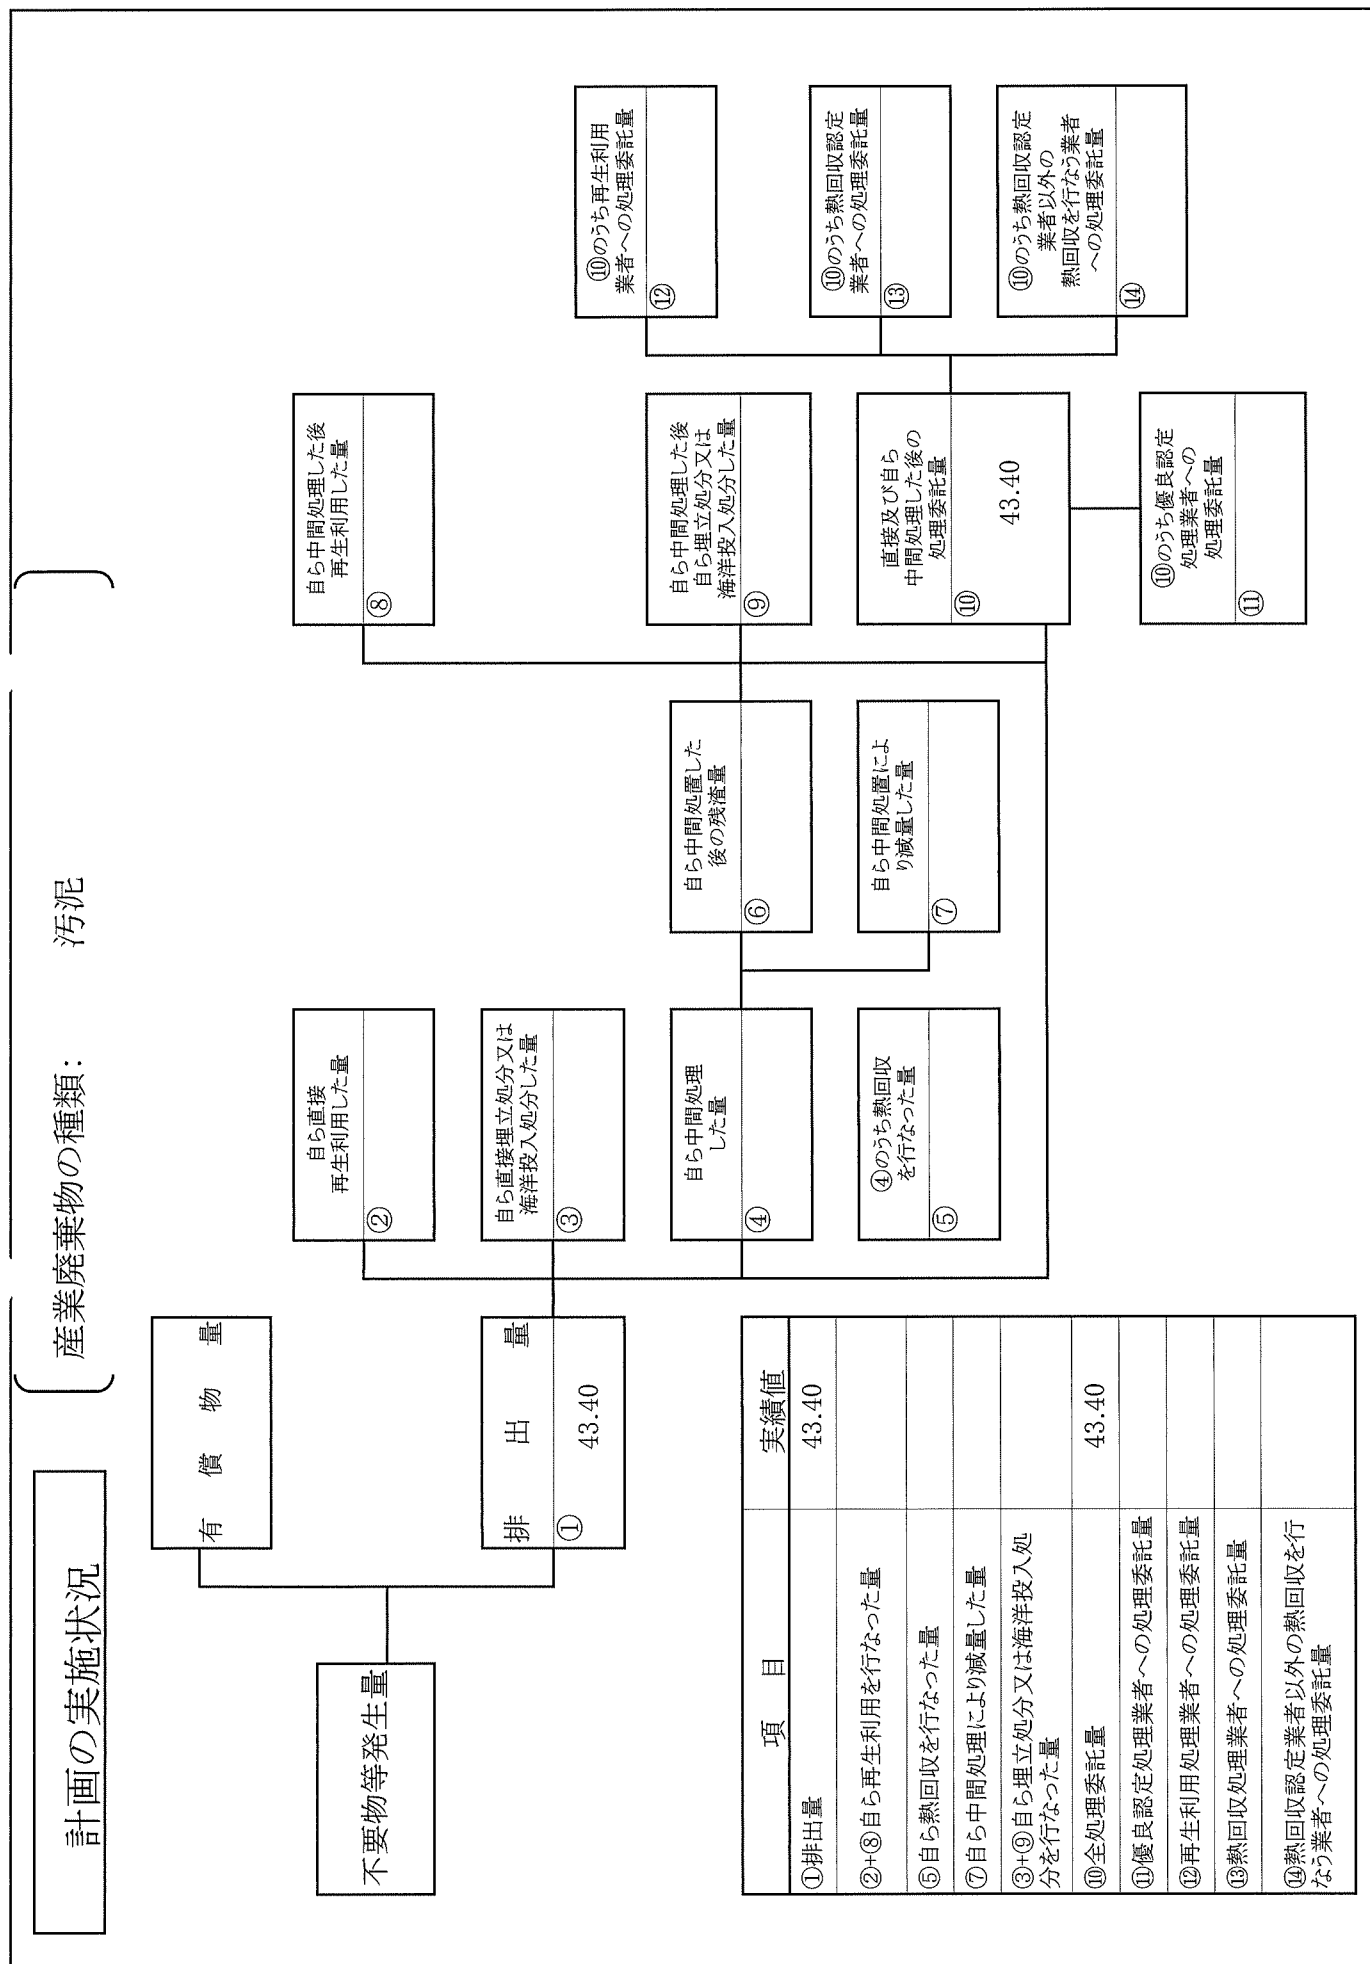 計画の実施状況
産業廃棄物の種類： 汚泥
不要物等発生量
有償物量
排出量
①
43.40
自ら直接
再生利用した量
②
自ら直接埋立処分又は
海洋投入処分した量
③
自ら中間処理
した量
④
④のうち熱回収
を行なった量
⑤
自ら中間処置した
後の残渣量
⑥
自ら中間処置によ
り減量した量
⑦
自ら中間処理した後
再生利用した量
⑧
自ら中間処理した後
自ら埋立処分又は
海洋投入処分した量
⑨
直接及び自ら
中間処理した後の
処理委託量
⑩
43.40
⑩のうち優良認定
処理業者への
処理委託量
⑪
⑩のうち再生利用
業者への処理委託量
⑫
⑩のうち熱回収認定
業者への処理委託量
⑬
⑩のうち熱回収認定
業者以外の
熱回収を行なう業者
への処理委託量
⑭
項目 実績値
①排出量 43.40
②+⑧自ら再生利用を行なった量
⑤自ら熱回収を行なった量
⑦自ら中間処理により減量した量
③+⑨自ら埋立処分又は海洋投入処
分を行なった量
⑩全処理委託量 43.40
⑪優良認定処理業者への処理委託量
⑫再生利用処理業者への処理委託量
⑬熱回収処理業者への処理委託量
⑭熱回収認定業者以外の熱回収を行
なう業者への処理委託量